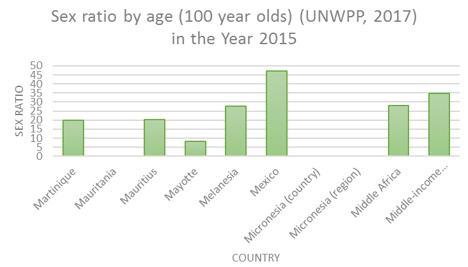 Sex ratio by age (100 year olds) (UNWPP, 2017)
in the Year 2015
SEX RATIO
50
45
40
35
30
25
20
15
10
5
0
Martinique
Mauritania
Mauritius
Mayotte
Melanesia
Mexico
Micronesia (country)
Micronesia (region)
Middle Africa
Middle-income...
COUNTRY